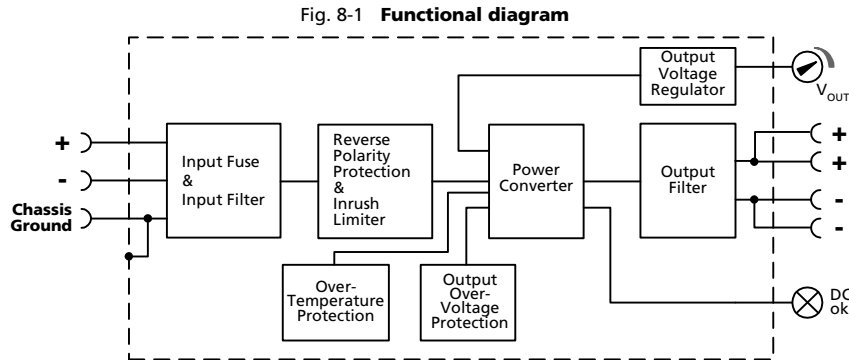 Fig. 8-1 Functional diagram
Output
Voltage
Regulator
V_OUT
+
-
Chassis
Ground
Input Fuse
&
Input Filter
Reverse
Polarity
Protection
&
Inrush
Limiter
Power
Converter
Output
Filter
+
+
-
-
Over-
Temperature
Protection
Output
Over-
Voltage
Protection
DC
ok